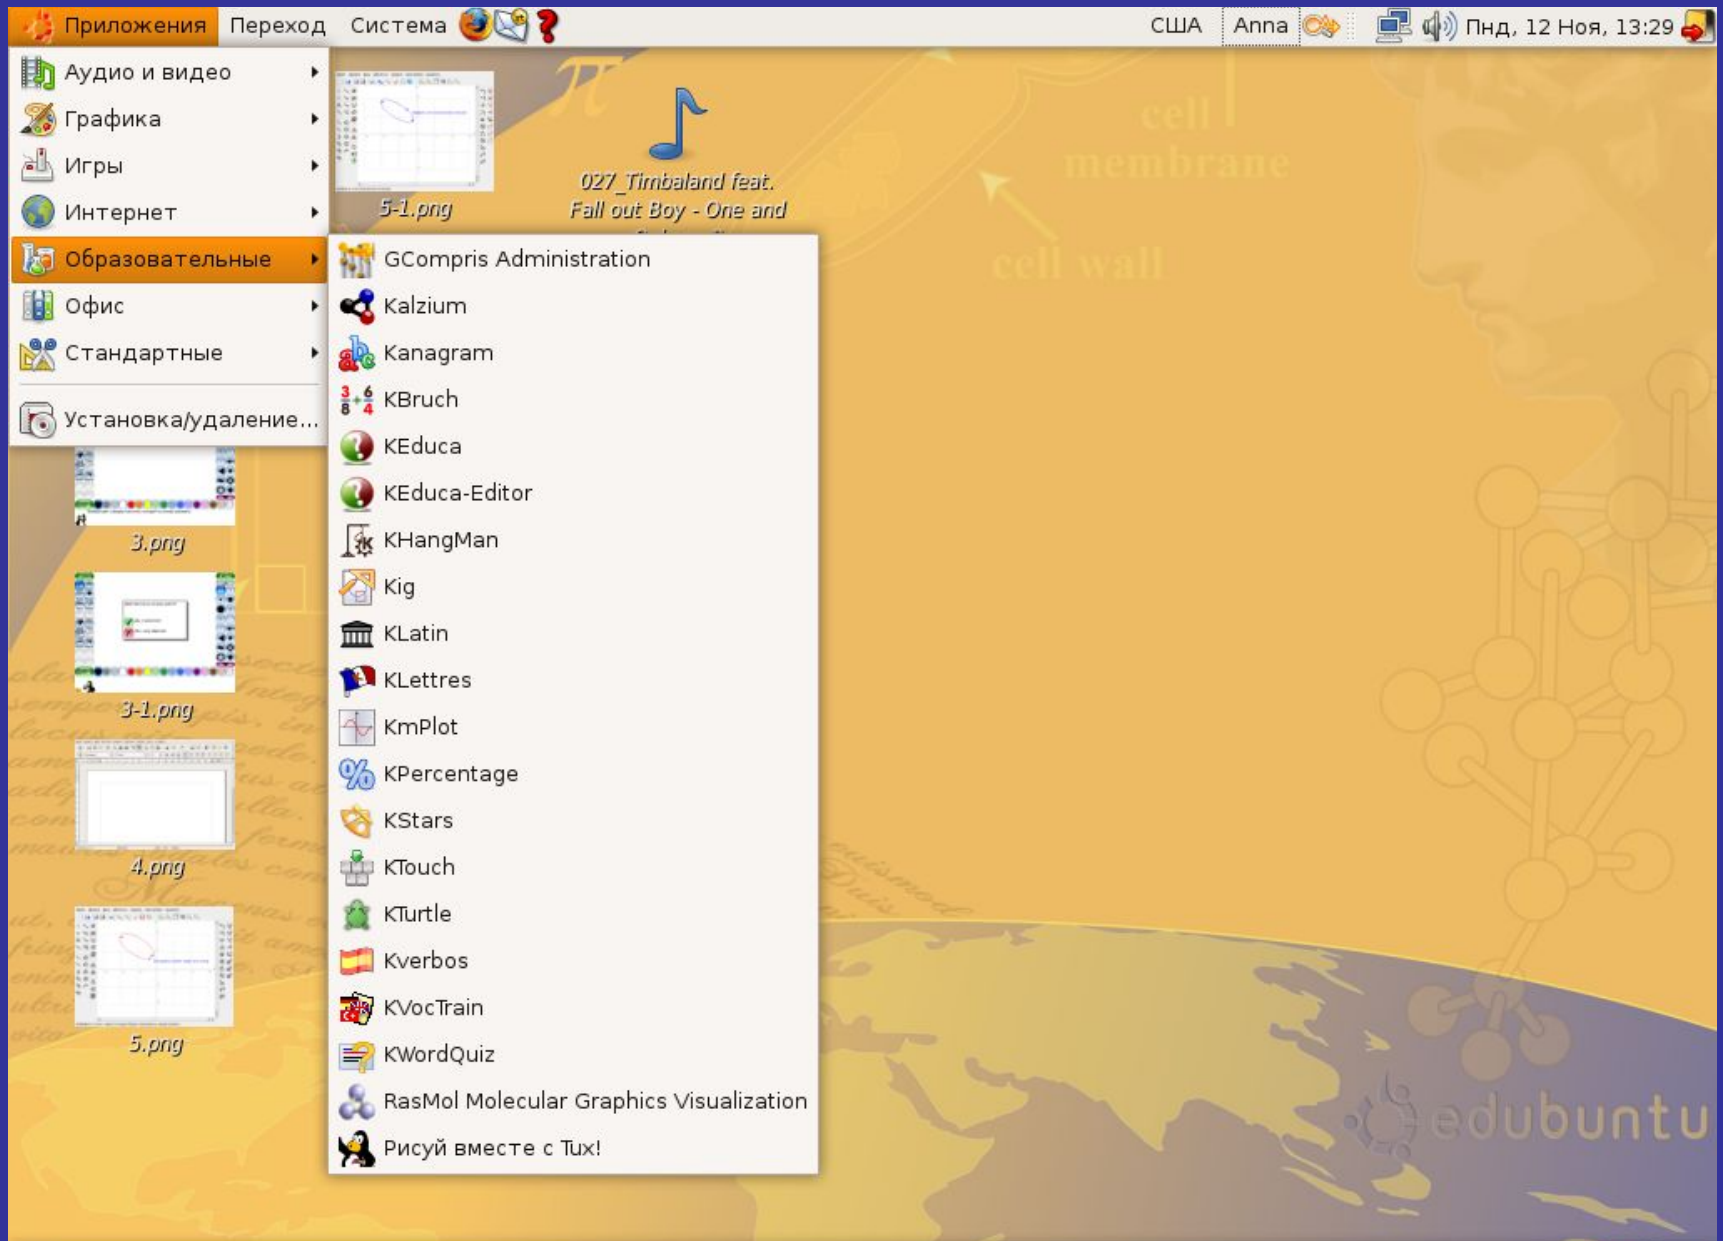 Приложения Переход Система США Anna Пнд, 12 Ноя, 13:29
Аудио и видео
Графика
Игры
Интернет
Образовательные
Офис
Стандартные
Установка/удаление...
5-1.png
027_Timbaland feat.
Fall out Boy - One and
GCompris Administration
Kalzium
Kanagram
KBruch
KEduca
KEduca-Editor
KHangMan
Kig
KLatin
KLettres
KmPlot
KPercentage
KStars
KTouch
KTurtle
Kverbos
KVocTrain
KWordQuiz
RasMol Molecular Graphics Visualization
Рисуй вместе с Tux!
3.png
3-1.png
4.png
5.png
π
cell
membrane
cell wall
edubuntu